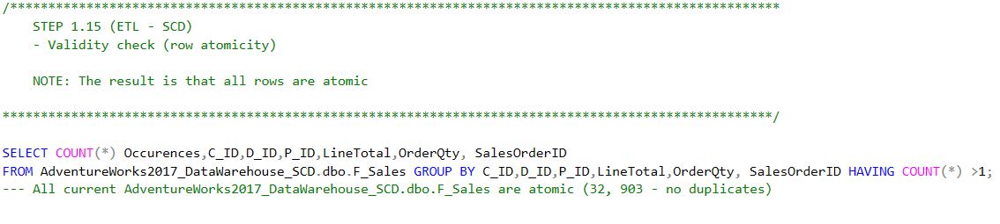 /****************************************************************************************************
STEP 1.15 (ETL - SCD)
- Validity check (row atomicity)
NOTE: The result is that all rows are atomic
****************************************************************************************************/
SELECT COUNT(*) Occurences,C_ID,D_ID,P_ID,LineTotal,OrderQty, SalesOrderID
FROM AdventureWorks2017_DataWarehouse_SCD.dbo.F_Sales GROUP BY C_ID,D_ID,P_ID,LineTotal,OrderQty, SalesOrderID HAVING COUNT(*) >1;
--- All current AdventureWorks2017_DataWarehouse_SCD.dbo.F_Sales are atomic (32, 903 - no duplicates)